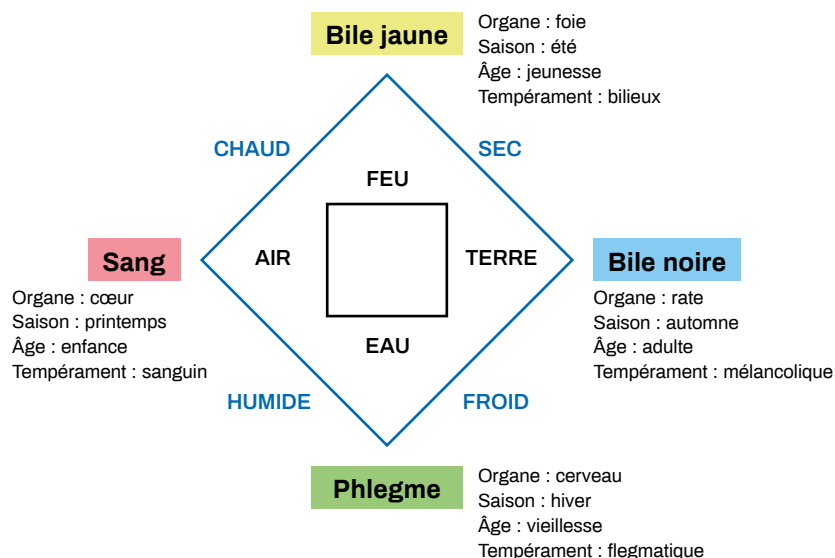 Bile jaune
Organe : foie
Saison : été
Âge : jeunesse
Tempérament : bilieux
CHAUD
SEC
FEU
AIR
TERRE
EAU
Sang
Organe : cœur
Saison : printemps
Âge : enfance
Tempérament : sanguin
Bile noire
Organe : rate
Saison : automne
Âge : adulte
Tempérament : mélancolique
HUMIDE
FROID
Phlegme
Organe : cerveau
Saison : hiver
Âge : vieillesse
Tempérament : flegmatique